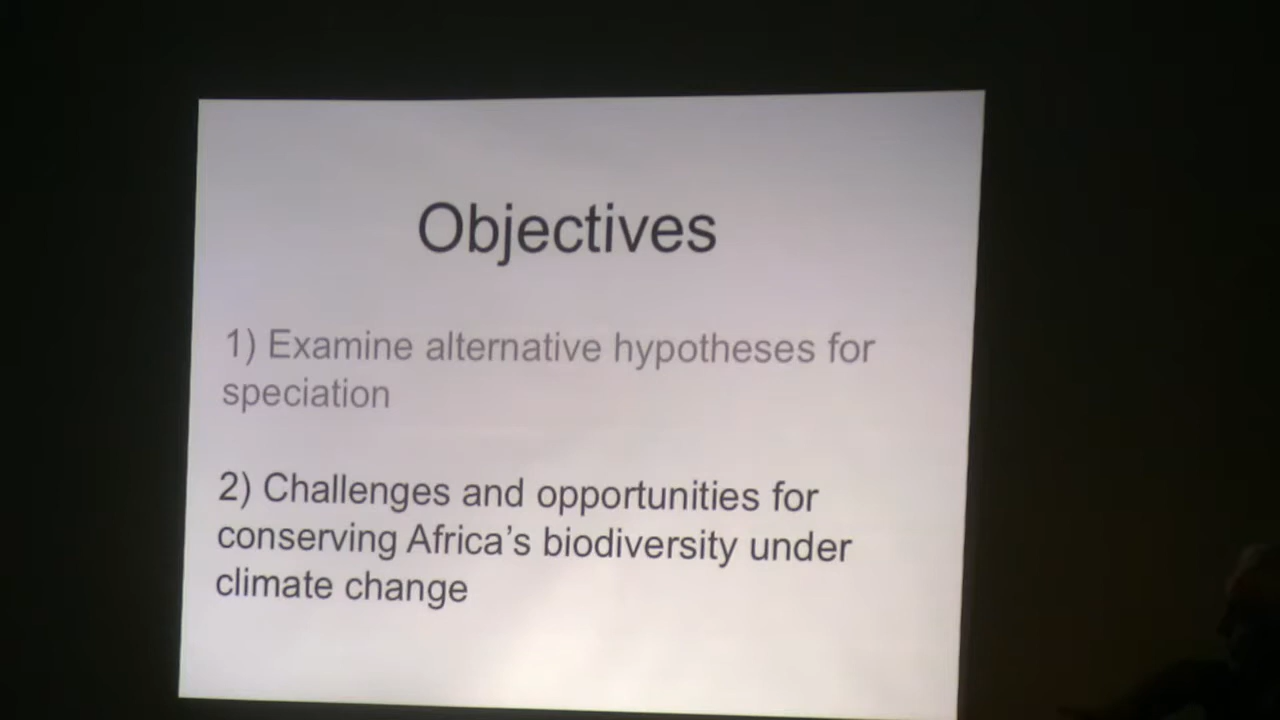 Objectives
1) Examine alternative hypotheses for
speciation
2) Challenges and opportunities for
conserving Africa’s biodiversity under
climate change